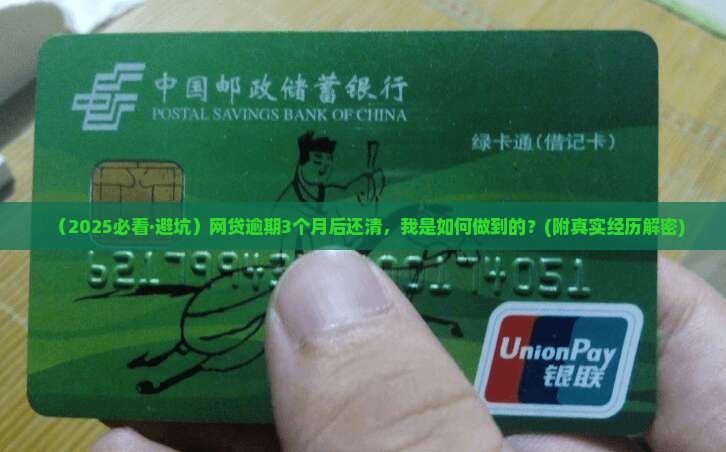 中国邮政储蓄银行
POSTAL SAVINGS BANK OF CHINA
绿卡通(借记卡)
（2025必看·避坑）网贷逾期3个月后还清，我是如何做到的？(附真实经历解密)
UnionPay
银联